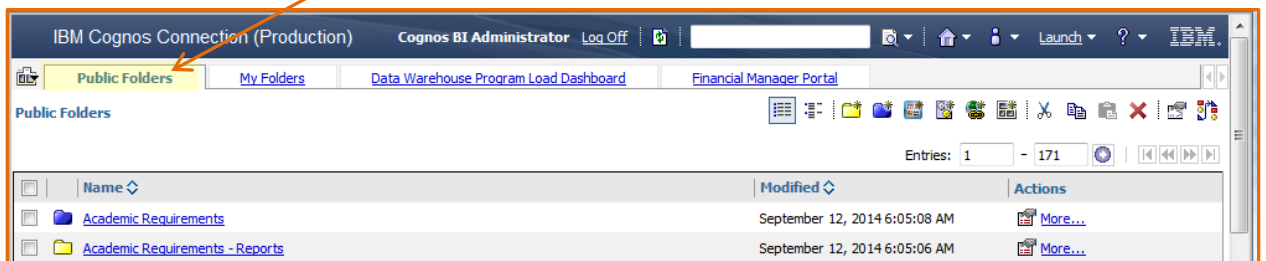 IBM Cognos Connection (Production) Cognos BI Administrator Log Off Launch ? IBM.
Public Folders My Folders Data Warehouse Program Load Dashboard Financial Manager Portal
Public Folders
Entries: 1 - 171
Name Modified Actions
Academic Requirements September 12, 2014 6:05:08 AM More...
Academic Requirements - Reports September 12, 2014 6:05:06 AM More...